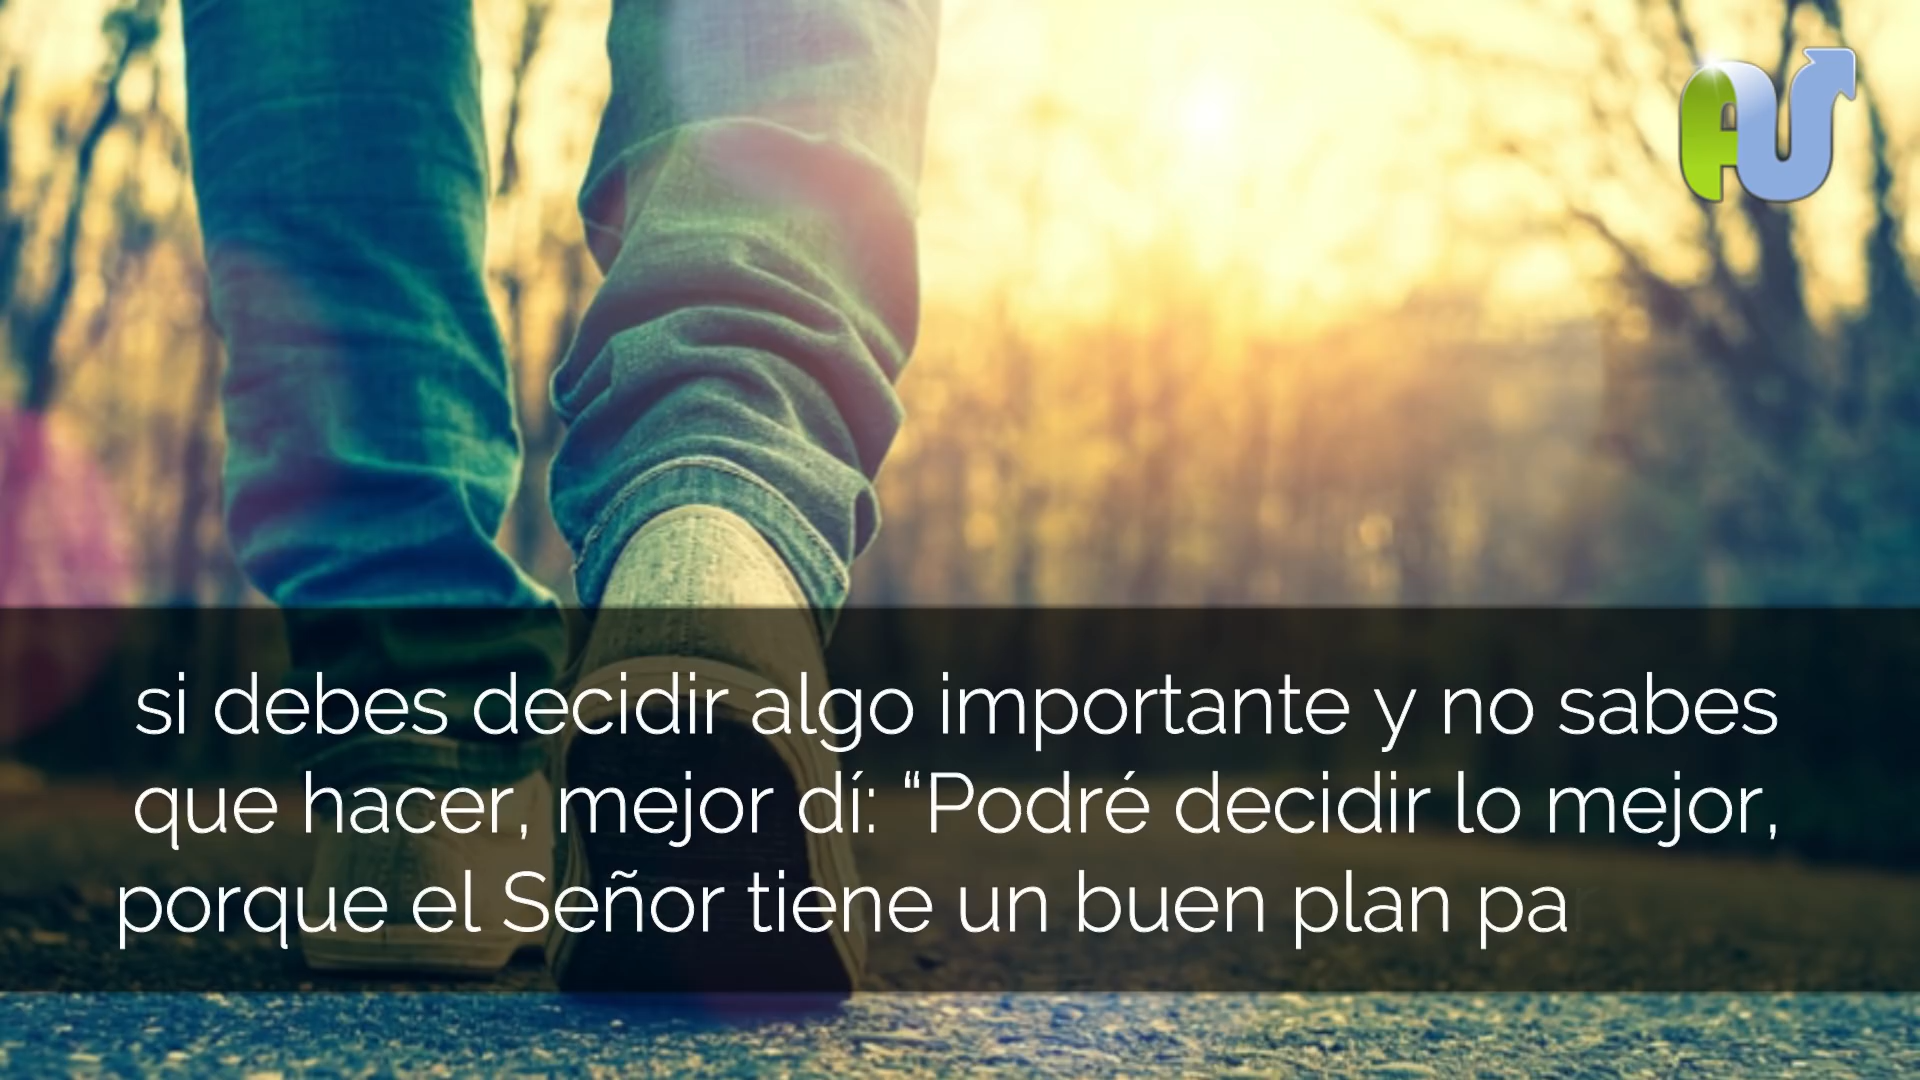 AU
si debes decidir algo importante y no sabes
que hacer, mejor dí: “Podré decidir lo mejor,
porque el Señor tiene un buen plan pa